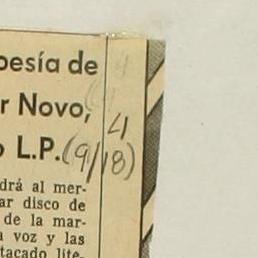 oesía de
r Novo,
4
o L.P. (9/18)
drá al mer-
ar disco de
de la mar-
a voz y las
tacado lite-